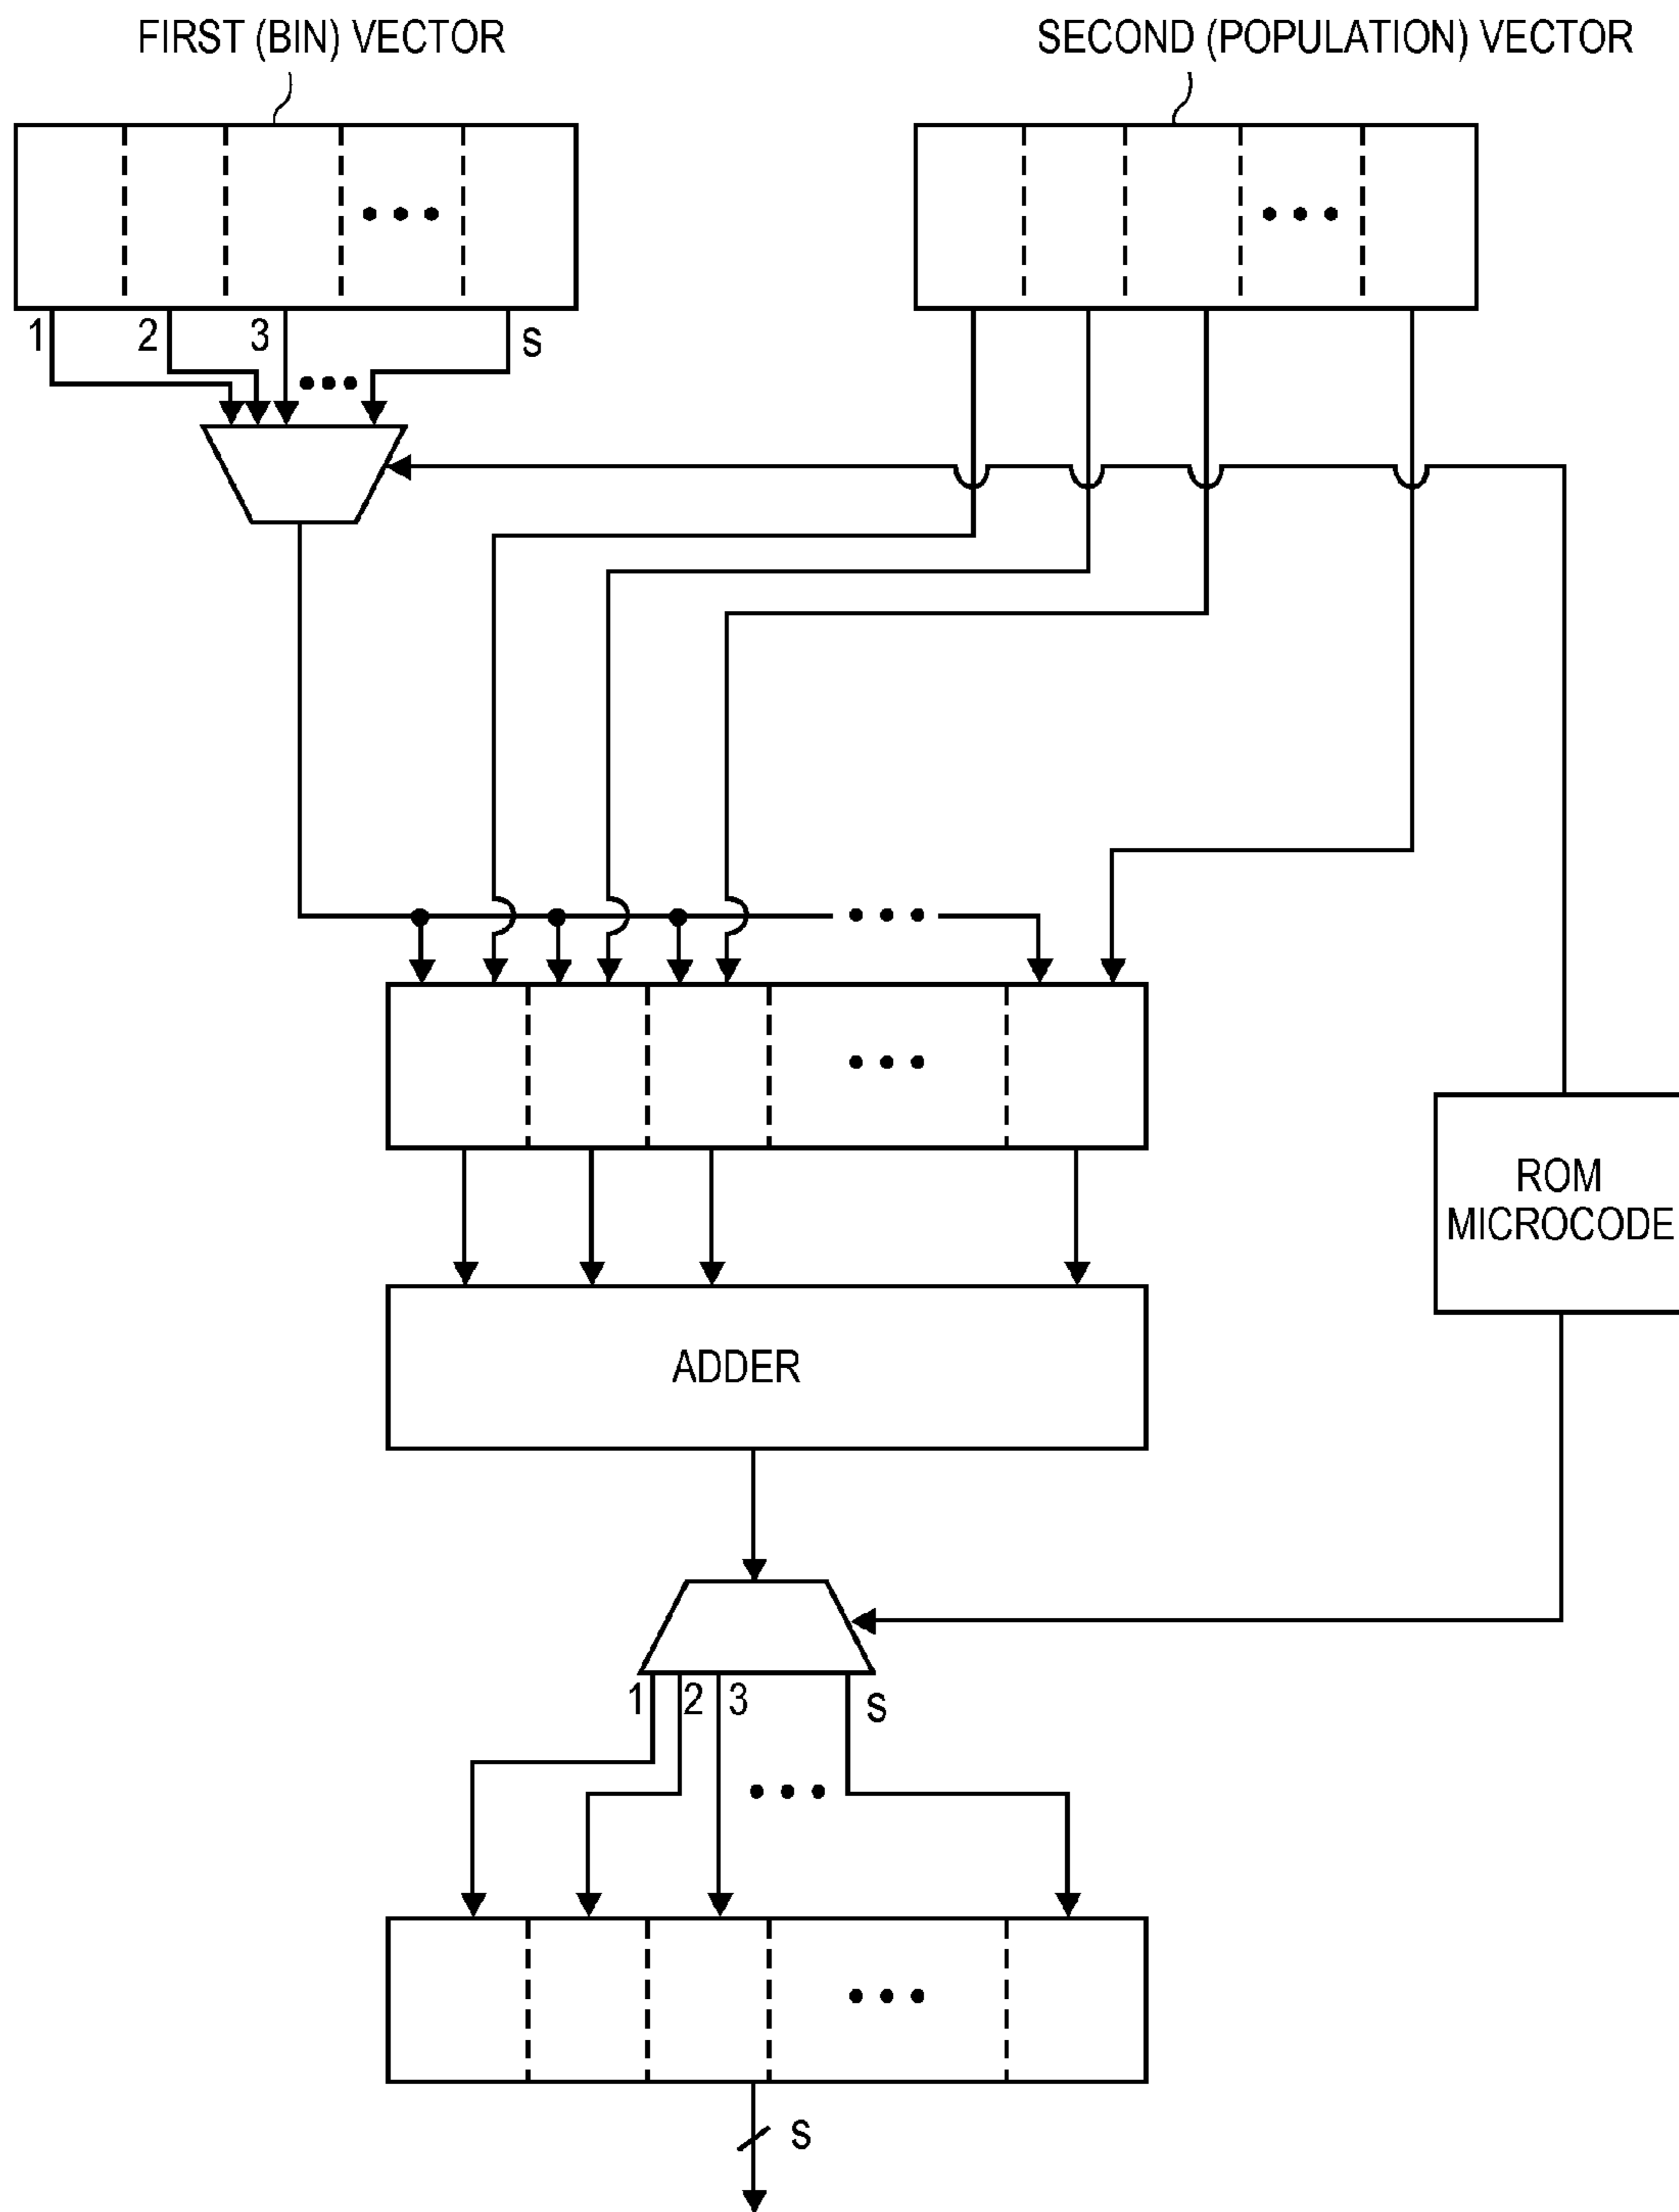 FIRST (BIN) VECTOR
SECOND (POPULATION) VECTOR
1 2 3 S
ROM
MICROCODE
ADDER
1 2 3 S
S